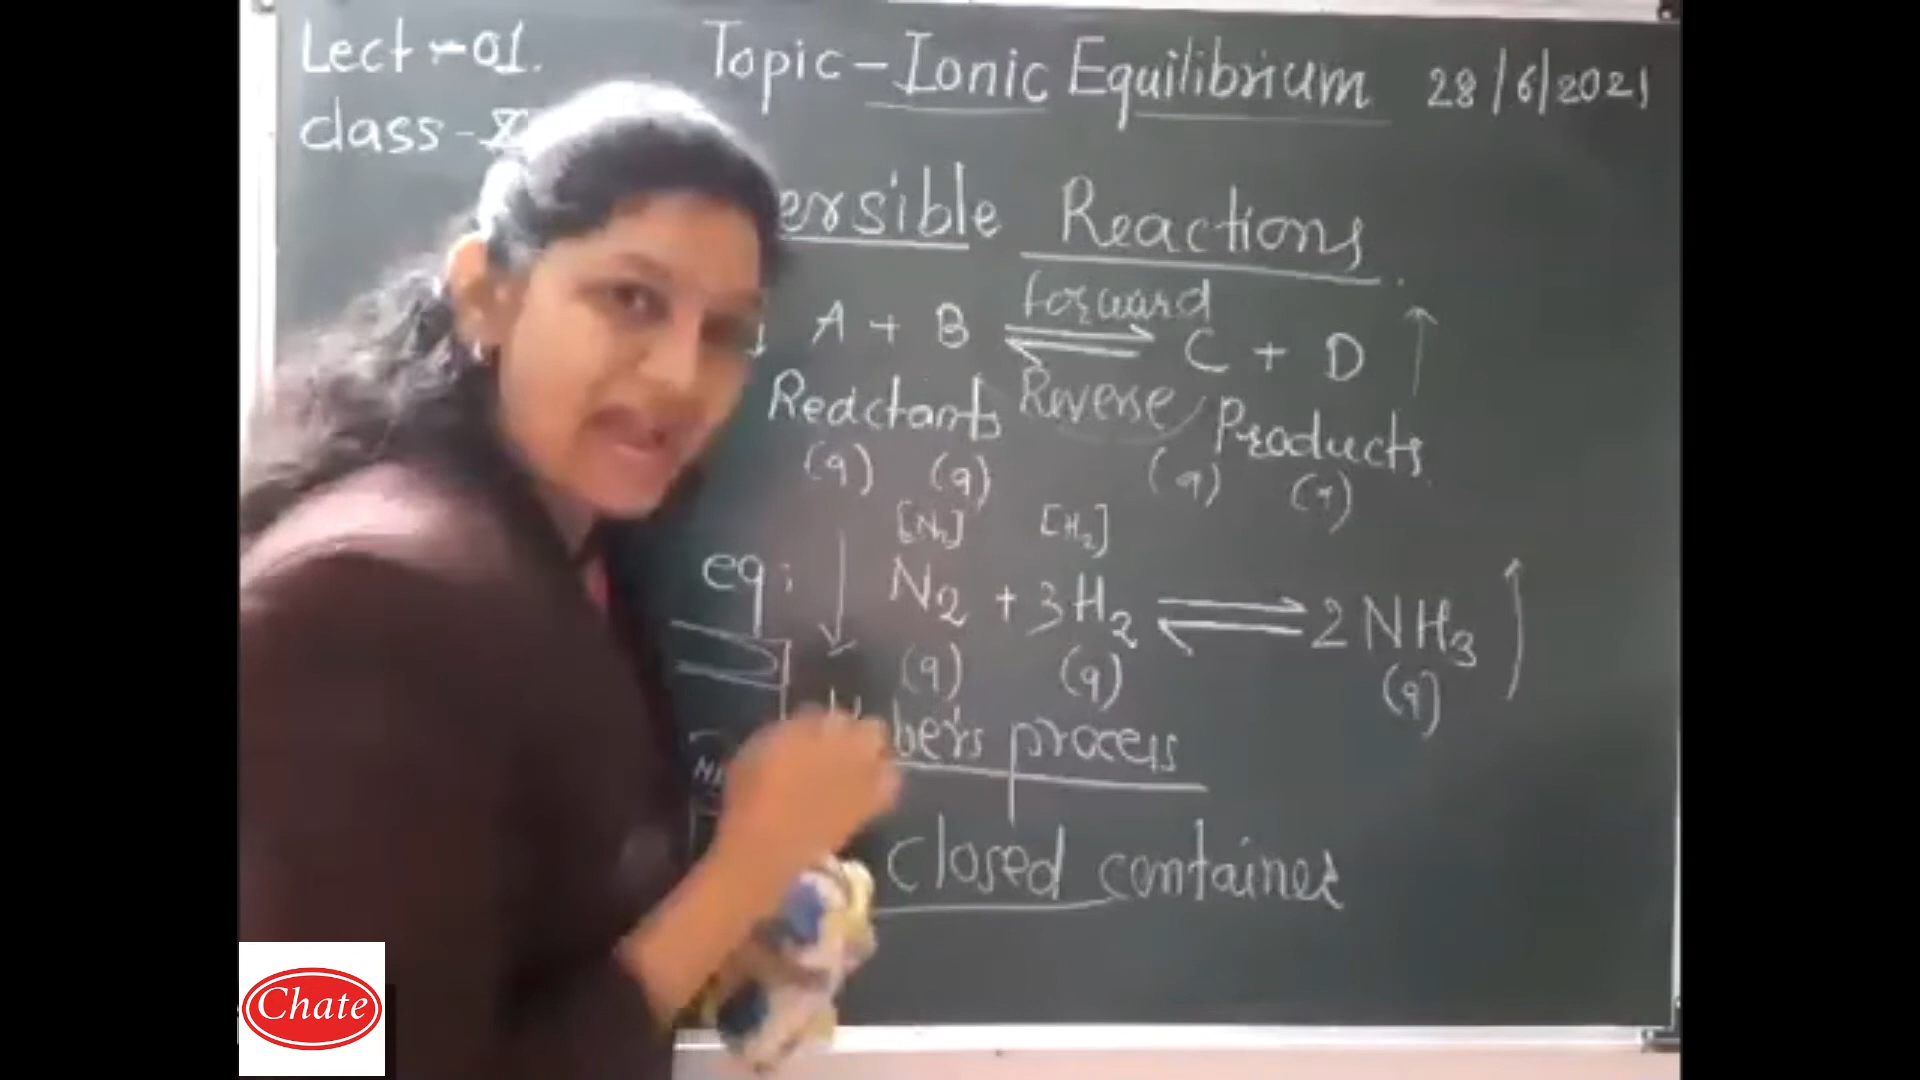 Lect-01.
Topic-Ionic Equilibrium 28/6/2021
class-
ersible Reactions
forward
A + B ⇌ C + D ↑
Reverse
Reactants Products
(g) (g) (g) (g)
[N₂] [H₂]
eg: ↓ N₂ + 3H₂ ⇌ 2NH₃ ↑
(g) (g) (g)
ber's process
closed container
Chate